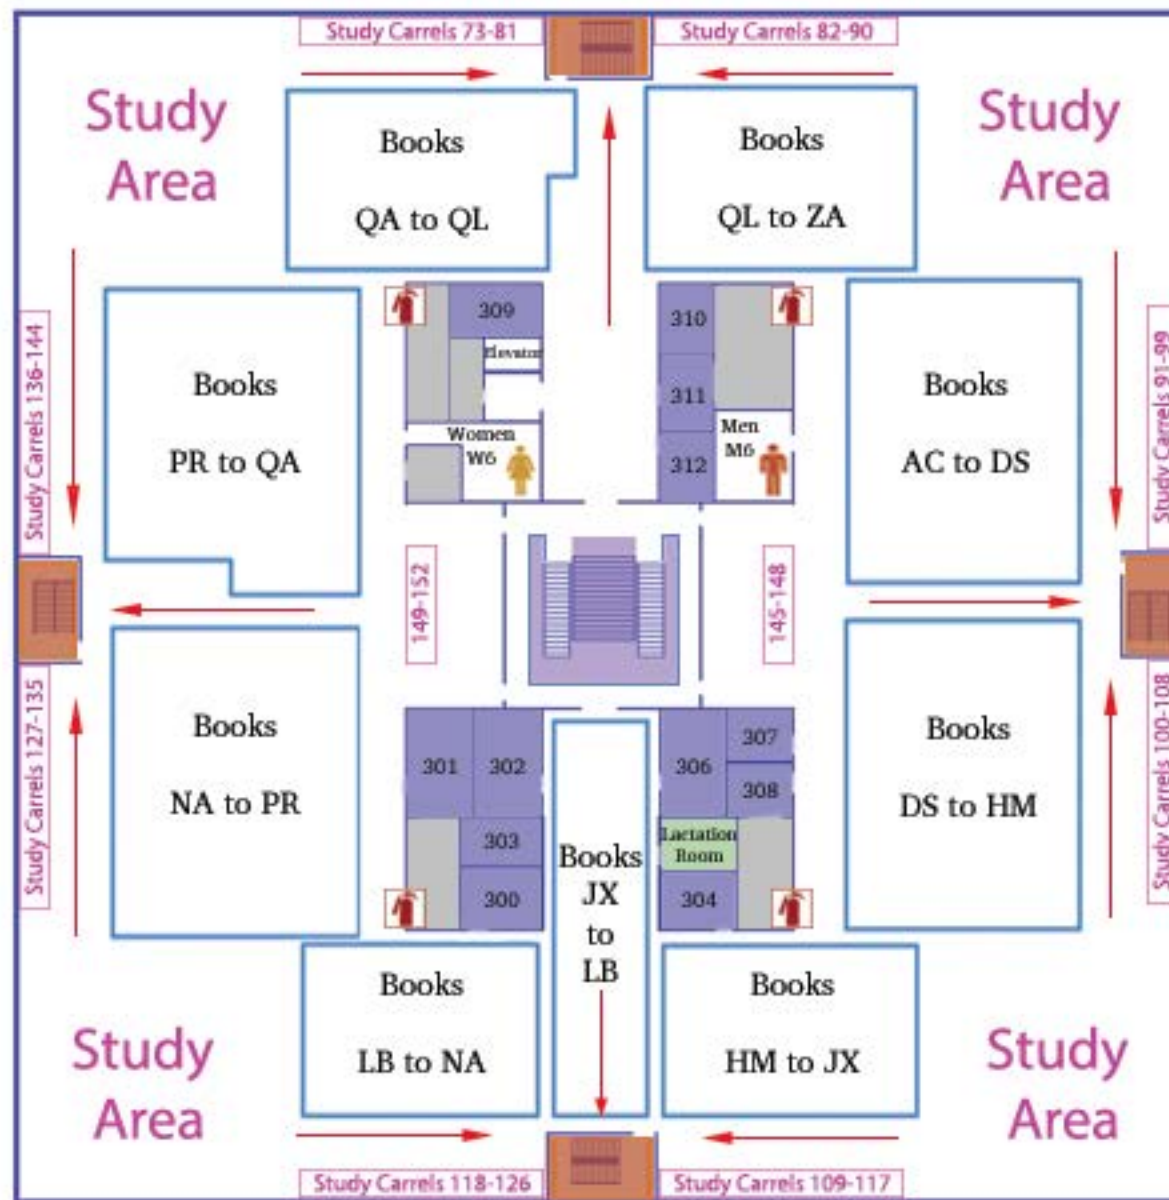 Study Carrels 73-81
Study Carrels 82-90
Study
Area
Study
Area
Books
QA to QL
Books
QL to ZA
Study Carrels 136-144
Books
PR to QA
309
Elevator
Women
W6
310
311
312
Men
M6
Books
AC to DS
Study Carrels 91-99
149-152
145-148
Study Carrels 127-135
Books
NA to PR
301
302
303
300
Books
JX
to
LB
306
307
308
Lactation
Room
304
Books
DS to HM
Study Carrels 100-108
Study
Area
Books
LB to NA
Books
HM to JX
Study
Area
Study Carrels 118-126
Study Carrels 109-117